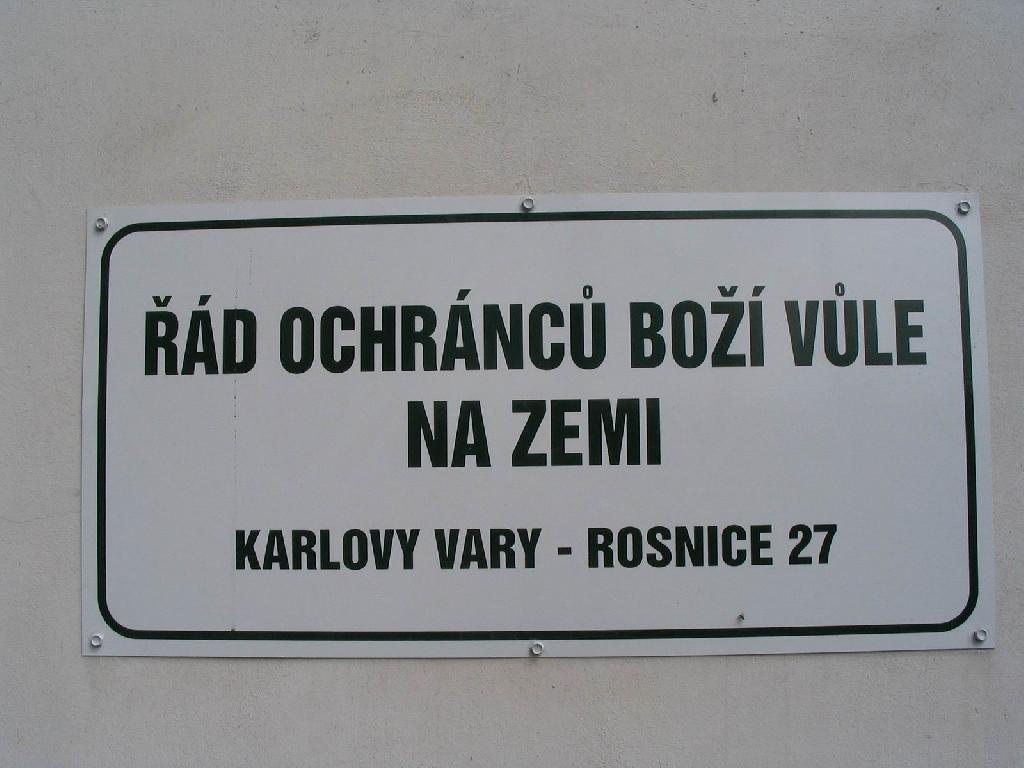 ŘÁD OCHRÁNCŮ BOŽÍ VŮLE
NA ZEMI
KARLOVY VARY - ROSNICE 27